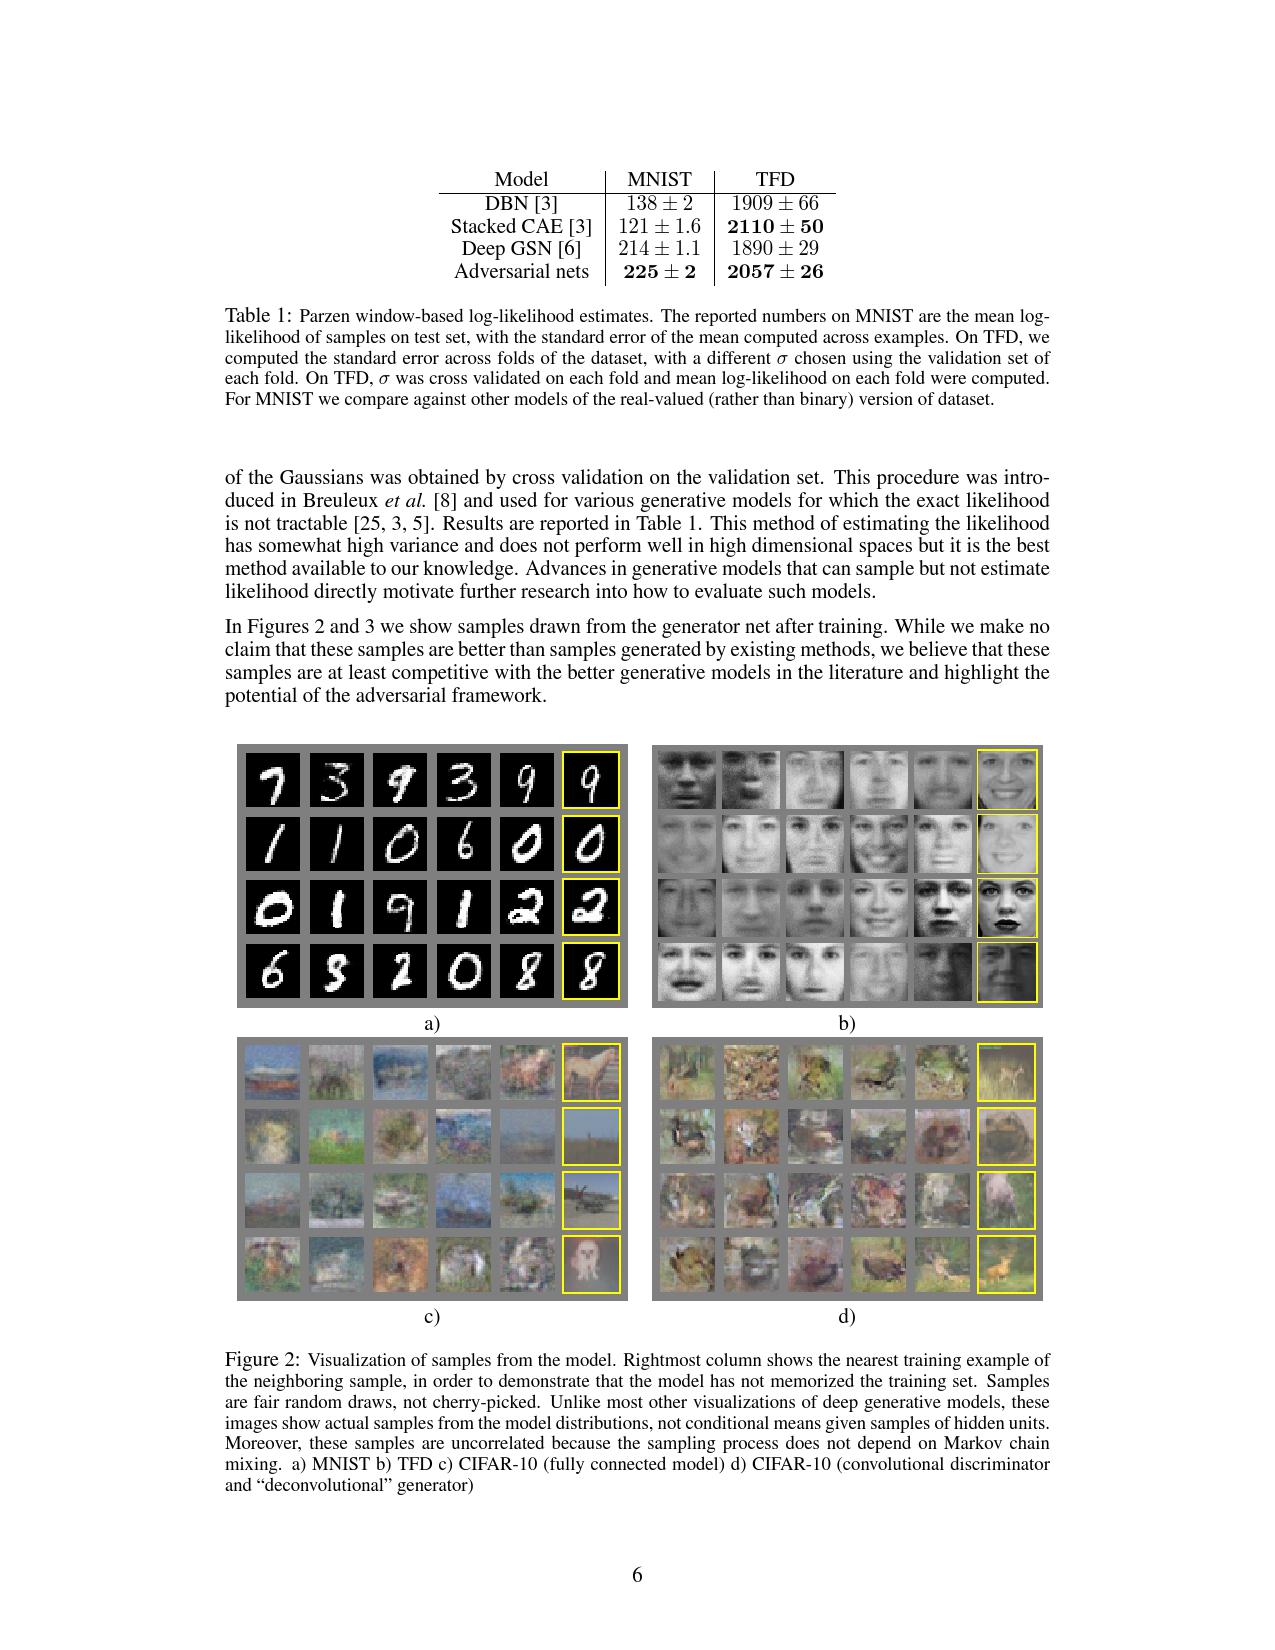 Model MNIST TFD
DBN [3] 138 ± 2 1909 ± 66
Stacked CAE [3] 121 ± 1.6 2110 ± 50
Deep GSN [6] 214 ± 1.1 1890 ± 29
Adversarial nets 225 ± 2 2057 ± 26
Table 1: Parzen window-based log-likelihood estimates. The reported numbers on MNIST are the mean log-
likelihood of samples on test set, with the standard error of the mean computed across examples. On TFD, we
computed the standard error across folds of the dataset, with a different σ chosen using the validation set of
each fold. On TFD, σ was cross validated on each fold and mean log-likelihood on each fold were computed.
For MNIST we compare against other models of the real-valued (rather than binary) version of dataset.
of the Gaussians was obtained by cross validation on the validation set. This procedure was intro-
duced in Breuleux et al. [8] and used for various generative models for which the exact likelihood
is not tractable [25, 3, 5]. Results are reported in Table 1. This method of estimating the likelihood
has somewhat high variance and does not perform well in high dimensional spaces but it is the best
method available to our knowledge. Advances in generative models that can sample but not estimate
likelihood directly motivate further research into how to evaluate such models.
In Figures 2 and 3 we show samples drawn from the generator net after training. While we make no
claim that these samples are better than samples generated by existing methods, we believe that these
samples are at least competitive with the better generative models in the literature and highlight the
potential of the adversarial framework.
7 3 9 3 9 9
1 1 0 6 0 0
0 1 9 1 2 2
6 2 0 8 8
a) b)
c) d)
Figure 2: Visualization of samples from the model. Rightmost column shows the nearest training example of
the neighboring sample, in order to demonstrate that the model has not memorized the training set. Samples
are fair random draws, not cherry-picked. Unlike most other visualizations of deep generative models, these
images show actual samples from the model distributions, not conditional means given samples of hidden units.
Moreover, these samples are uncorrelated because the sampling process does not depend on Markov chain
mixing. a) MNIST b) TFD c) CIFAR-10 (fully connected model) d) CIFAR-10 (convolutional discriminator
and “deconvolutional” generator)
6